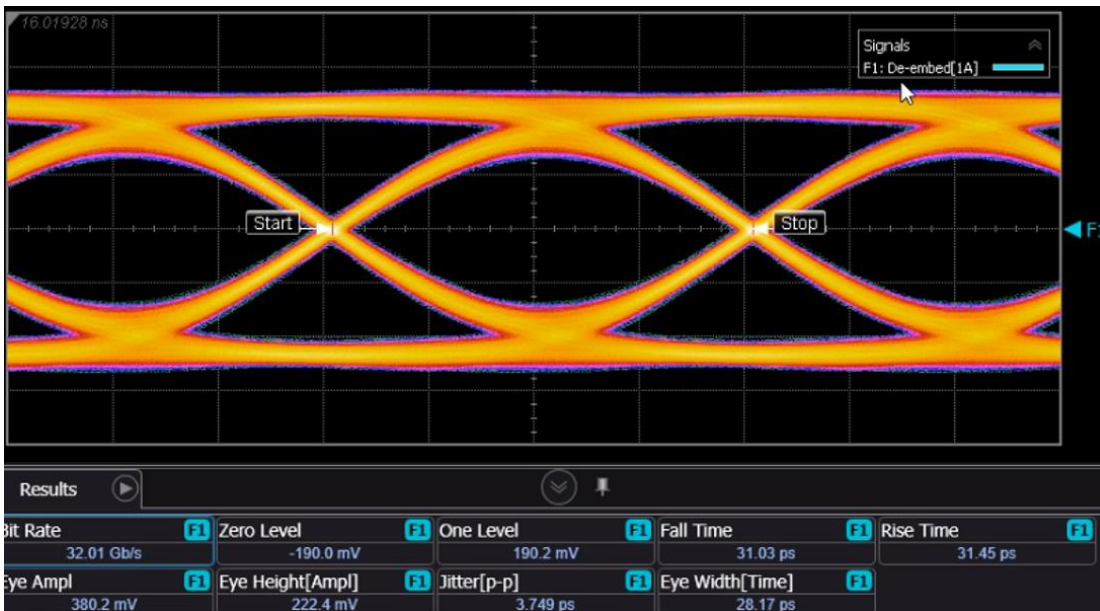 16.01928 ns
Signals
F1: De-embed[1A]
Start
Stop
F
Results
Bit Rate F1 Zero Level F1 One Level F1 Fall Time F1 Rise Time F1
32.01 Gb/s -190.0 mV 190.2 mV 31.03 ps 31.45 ps
Eye Ampl F1 Eye Height[Ampl] F1 Jitter[p-p] F1 Eye Width[Time] F1
380.2 mV 222.4 mV 3.749 ps 28.17 ps